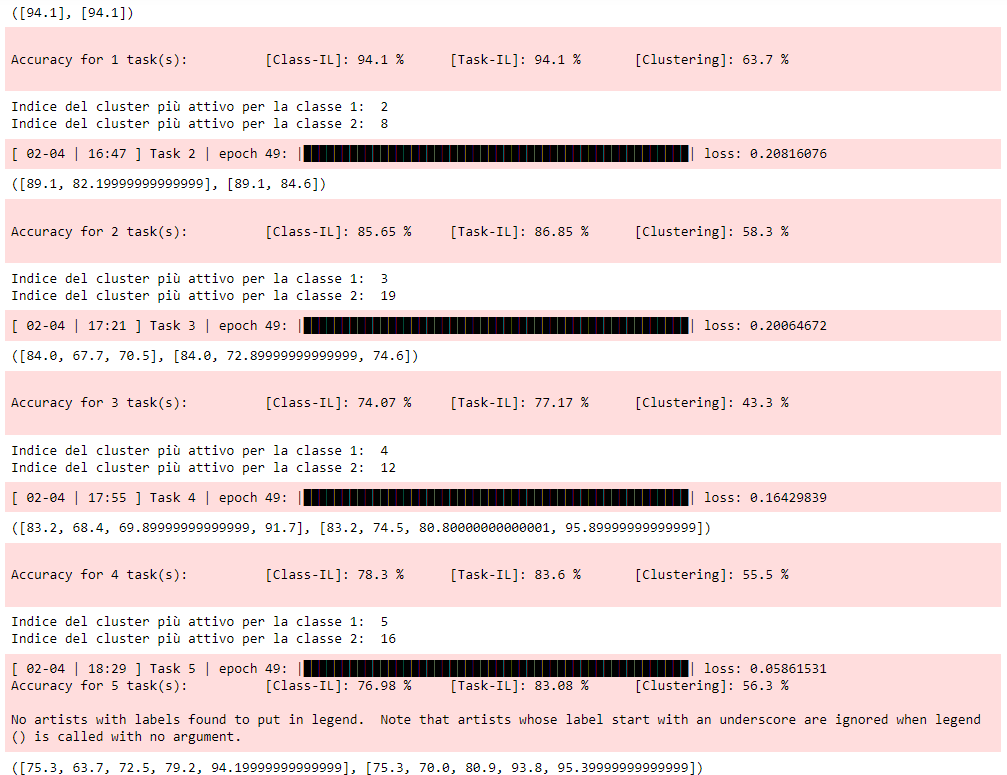 ([94.1], [94.1])
Accuracy for 1 task(s): [Class-IL]: 94.1 % [Task-IL]: 94.1 % [Clustering]: 63.7 %
Indice del cluster più attivo per la classe 1: 2
Indice del cluster più attivo per la classe 2: 8
[ 02-04 | 16:47 ] Task 2 | epoch 49: || loss: 0.20816076
([89.1, 82.19999999999999], [89.1, 84.6])
Accuracy for 2 task(s): [Class-IL]: 85.65 % [Task-IL]: 86.85 % [Clustering]: 58.3 %
Indice del cluster più attivo per la classe 1: 3
Indice del cluster più attivo per la classe 2: 19
[ 02-04 | 17:21 ] Task 3 | epoch 49: || loss: 0.20064672
([84.0, 67.7, 70.5], [84.0, 72.89999999999999, 74.6])
Accuracy for 3 task(s): [Class-IL]: 74.07 % [Task-IL]: 77.17 % [Clustering]: 43.3 %
Indice del cluster più attivo per la classe 1: 4
Indice del cluster più attivo per la classe 2: 12
[ 02-04 | 17:55 ] Task 4 | epoch 49: || loss: 0.16429839
([83.2, 68.4, 69.89999999999999, 91.7], [83.2, 74.5, 80.80000000000001, 95.89999999999999])
Accuracy for 4 task(s): [Class-IL]: 78.3 % [Task-IL]: 83.6 % [Clustering]: 55.5 %
Indice del cluster più attivo per la classe 1: 5
Indice del cluster più attivo per la classe 2: 16
[ 02-04 | 18:29 ] Task 5 | epoch 49: || loss: 0.05861531
Accuracy for 5 task(s): [Class-IL]: 76.98 % [Task-IL]: 83.08 % [Clustering]: 56.3 %
No artists with labels found to put in legend.  Note that artists whose label start with an underscore are ignored when legend
() is called with no argument.
([75.3, 63.7, 72.5, 79.2, 94.19999999999999], [75.3, 70.0, 80.9, 93.8, 95.39999999999999])